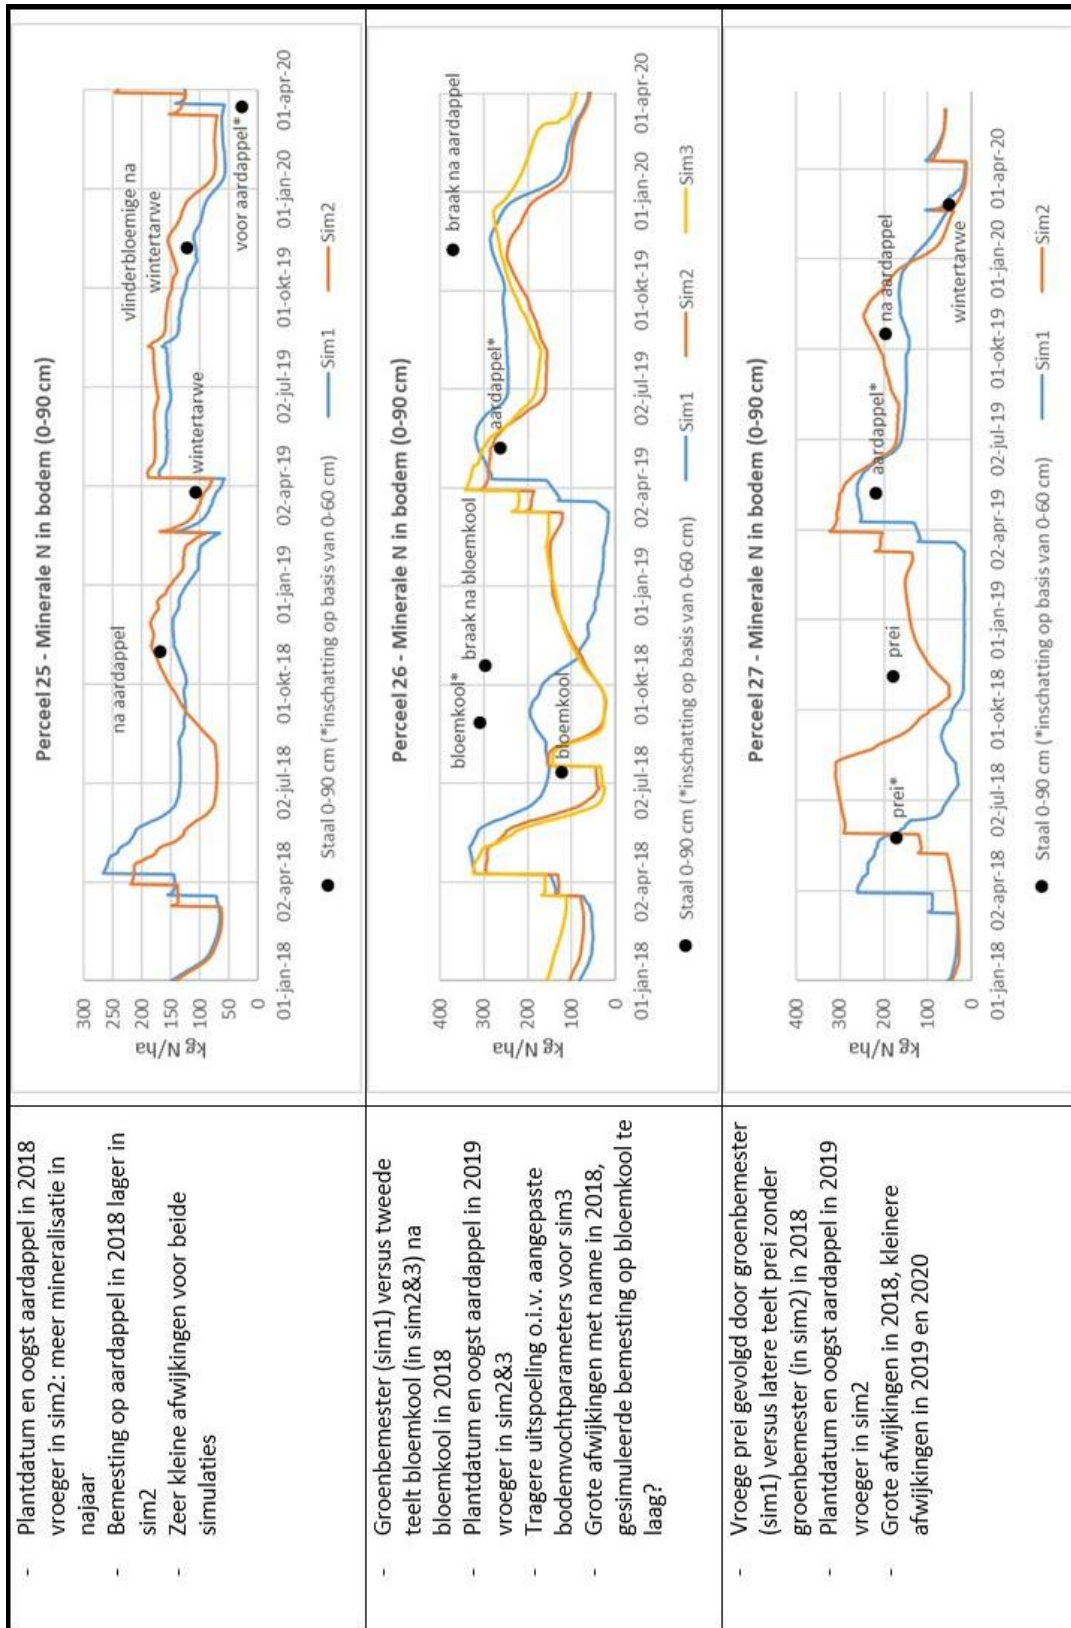 - Plantdatum en oogst aardappel in 2018
vroeger in sim2: meer mineralisatie in
najaar
- Bemesting op aardappel in 2018 lager in
sim2
- Zeer kleine afwijkingen voor beide
simulaties
Perceel 25 - Minerale N in bodem (0-90 cm)
kg N/ha
300
250
200
150
100
50
0
na aardappel
wintertarwe
vlinderbloemige na
wintertarwe
voor aardappel*
01-jan-18 02-apr-18 02-jul-18 01-okt-18 01-jan-19 02-apr-19 02-jul-19 01-okt-19 01-jan-20 01-apr-20
Staal 0-90 cm (*inschatting op basis van 0-60 cm) Sim1 Sim2
- Groenbemester (sim1) versus tweede
teelt bloemkool (in sim2&3) na
bloemkool in 2018
- Plantdatum en oogst aardappel in 2019
vroeger in sim2&3
- Tragere uitspoeling o.i.v. aangepaste
bodemvochtparameters voor sim3
- Grote afwijkingen met name in 2018,
gesimuleerde bemesting op bloemkool te
laag?
Perceel 26 - Minerale N in bodem (0-90 cm)
kg N/ha
400
300
200
100
0
bloemkool*
braak na bloemkool
bloemkool
aardappel*
braak na aardappel
01-jan-18 02-apr-18 02-jul-18 01-okt-18 01-jan-19 02-apr-19 02-jul-19 01-okt-19 01-jan-20 01-apr-20
Staal 0-90 cm (*inschatting op basis van 0-60 cm) Sim1 Sim2 Sim3
- Vroege prei gevolgd door groenbemester
(sim1) versus latere teelt prei zonder
groenbemester (in sim2) in 2018
- Plantdatum en oogst aardappel in 2019
vroeger in sim2
- Grote afwijkingen in 2018, kleinere
afwijkingen in 2019 en 2020
Perceel 27 - Minerale N in bodem (0-90 cm)
kg N/ha
400
300
200
100
0
prei*
prei
aardappel*
na aardappel
wintertarwe
01-jan-18 02-apr-18 02-jul-18 01-okt-18 01-jan-19 02-apr-19 02-jul-19 01-okt-19 01-jan-20 01-apr-20
Staal 0-90 cm (*inschatting op basis van 0-60 cm) Sim1 Sim2